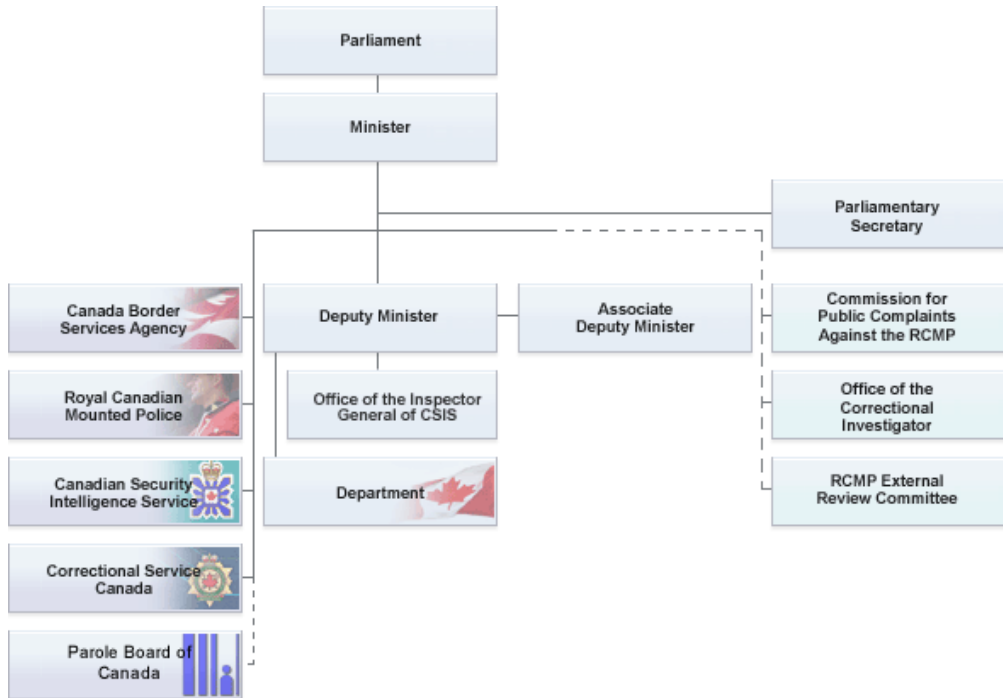 Parliament
Minister
Parliamentary
Secretary
Canada Border
Services Agency
Deputy Minister
Associate
Deputy Minister
Commission for
Public Complaints
Against the RCMP
Royal Canadian
Mounted Police
Office of the Inspector
General of CSIS
Office of the
Correctional
Investigator
Canadian Security
Intelligence Service
Department
RCMP External
Review Committee
Correctional Service
Canada
Parole Board of
Canada